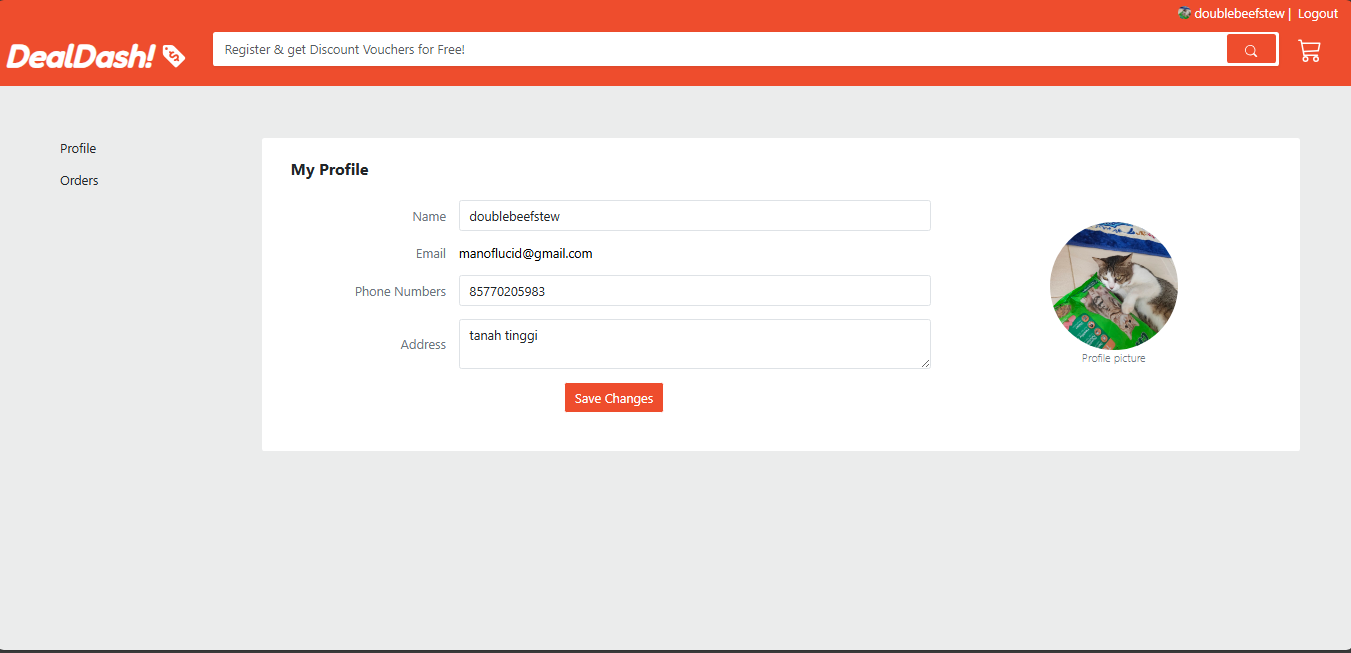 doublebeefstew | Logout
DealDash!
Register & get Discount Vouchers for Free!
Profile
Orders
My Profile
Name doublebeefstew
Email manoflucid@gmail.com
Phone Numbers 85770205983
Address tanah tinggi
Profile picture
Save Changes